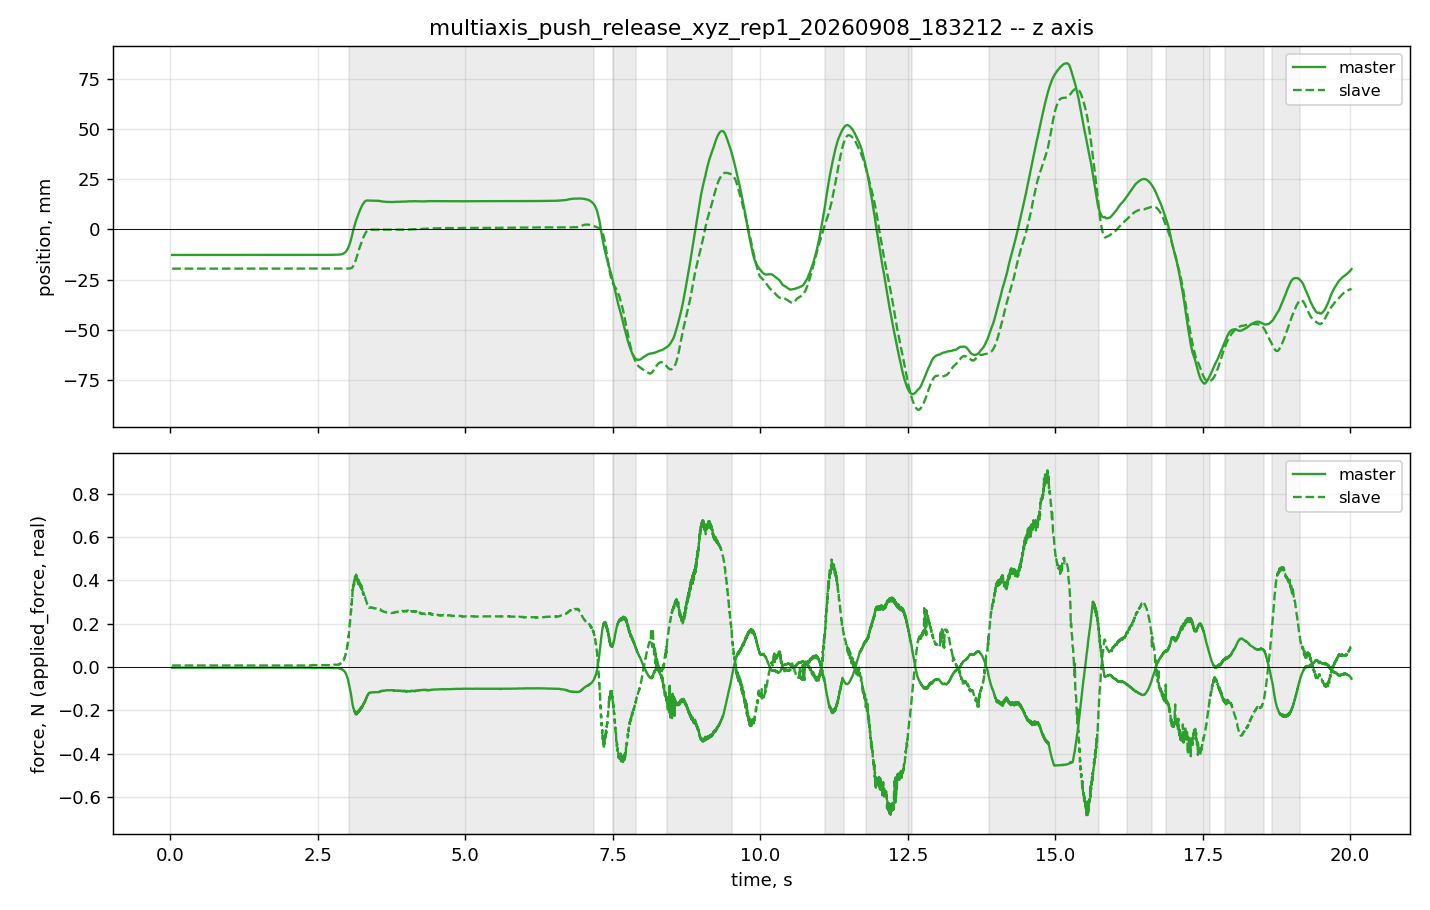 multiaxis_push_release_xyz_rep1_20260908_183212 -- z axis
master
slave
position, mm
75
50
25
0
−25
−50
−75
master
slave
force, N (applied_force, real)
0.8
0.6
0.4
0.2
0.0
−0.2
−0.4
−0.6
0.0 2.5 5.0 7.5 10.0 12.5 15.0 17.5 20.0
time, s